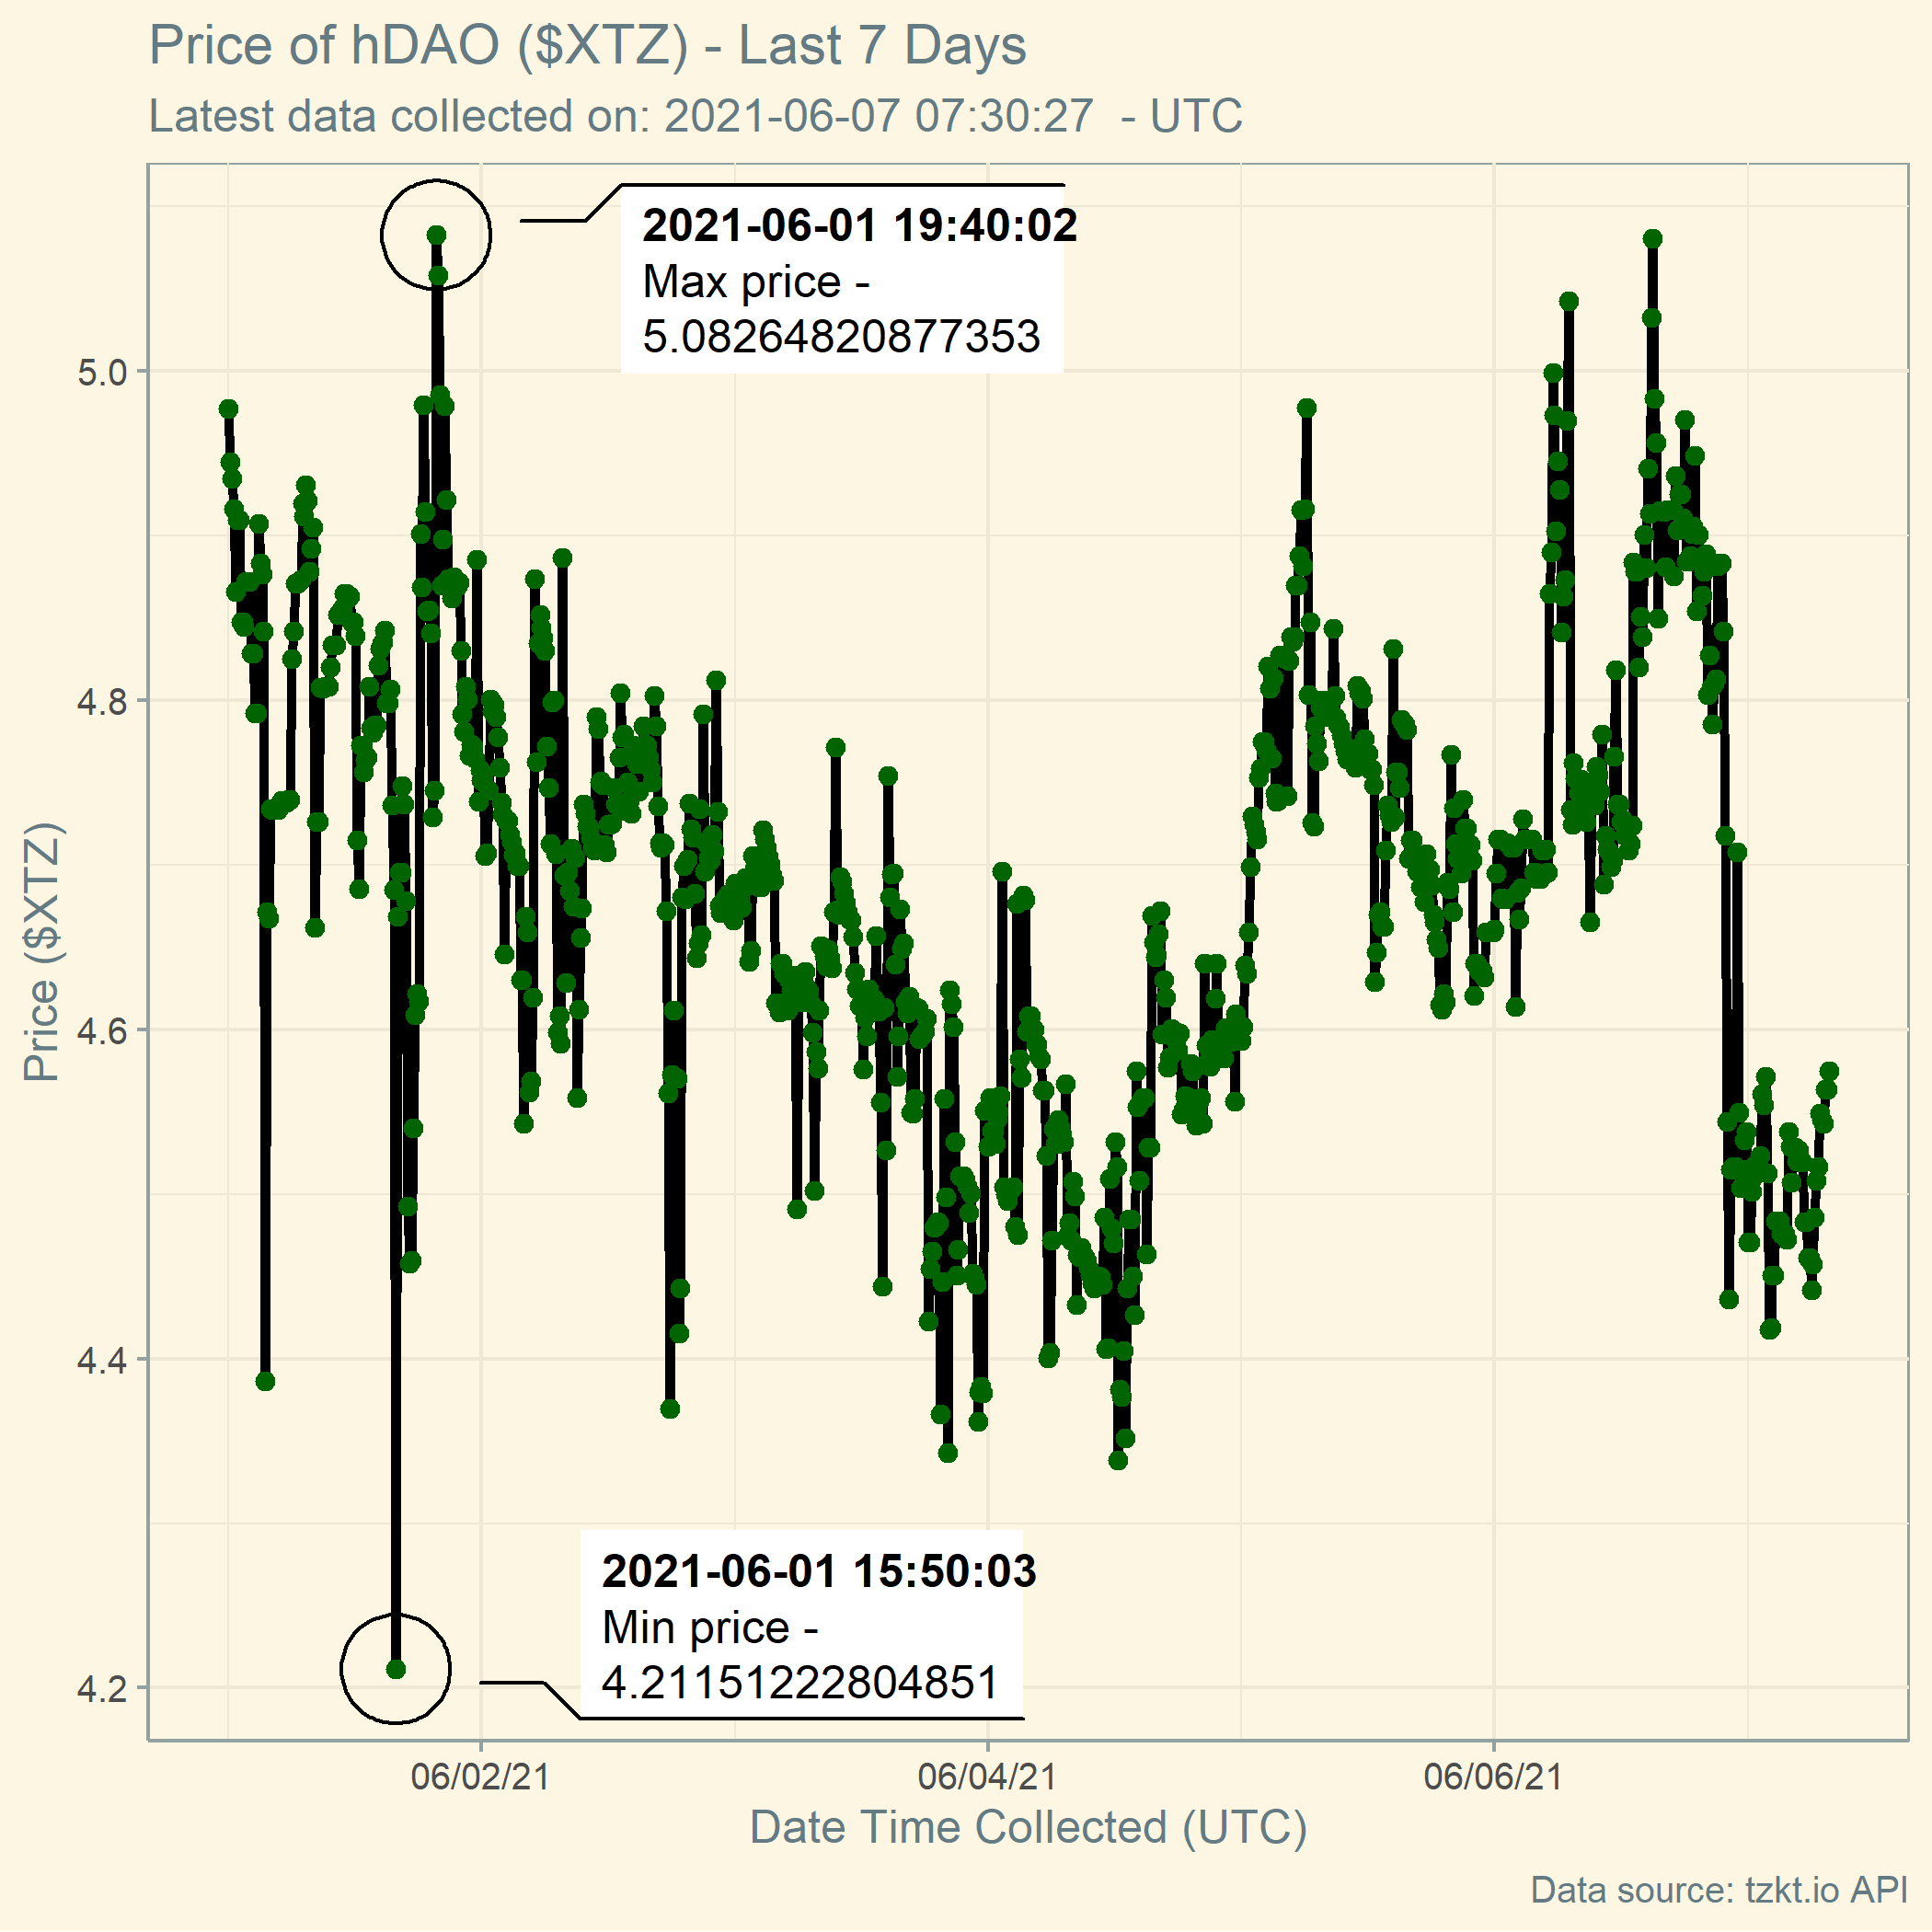 Price of hDAO ($XTZ) - Last 7 Days
Latest data collected on: 2021-06-07 07:30:27  - UTC
2021-06-01 19:40:02
Max price -
5.08264820877353
5.0
4.8
4.6
4.4
4.2
Price ($XTZ)
2021-06-01 15:50:03
Min price -
4.21151222804851
06/02/21
06/04/21
06/06/21
Date Time Collected (UTC)
Data source: tzkt.io API